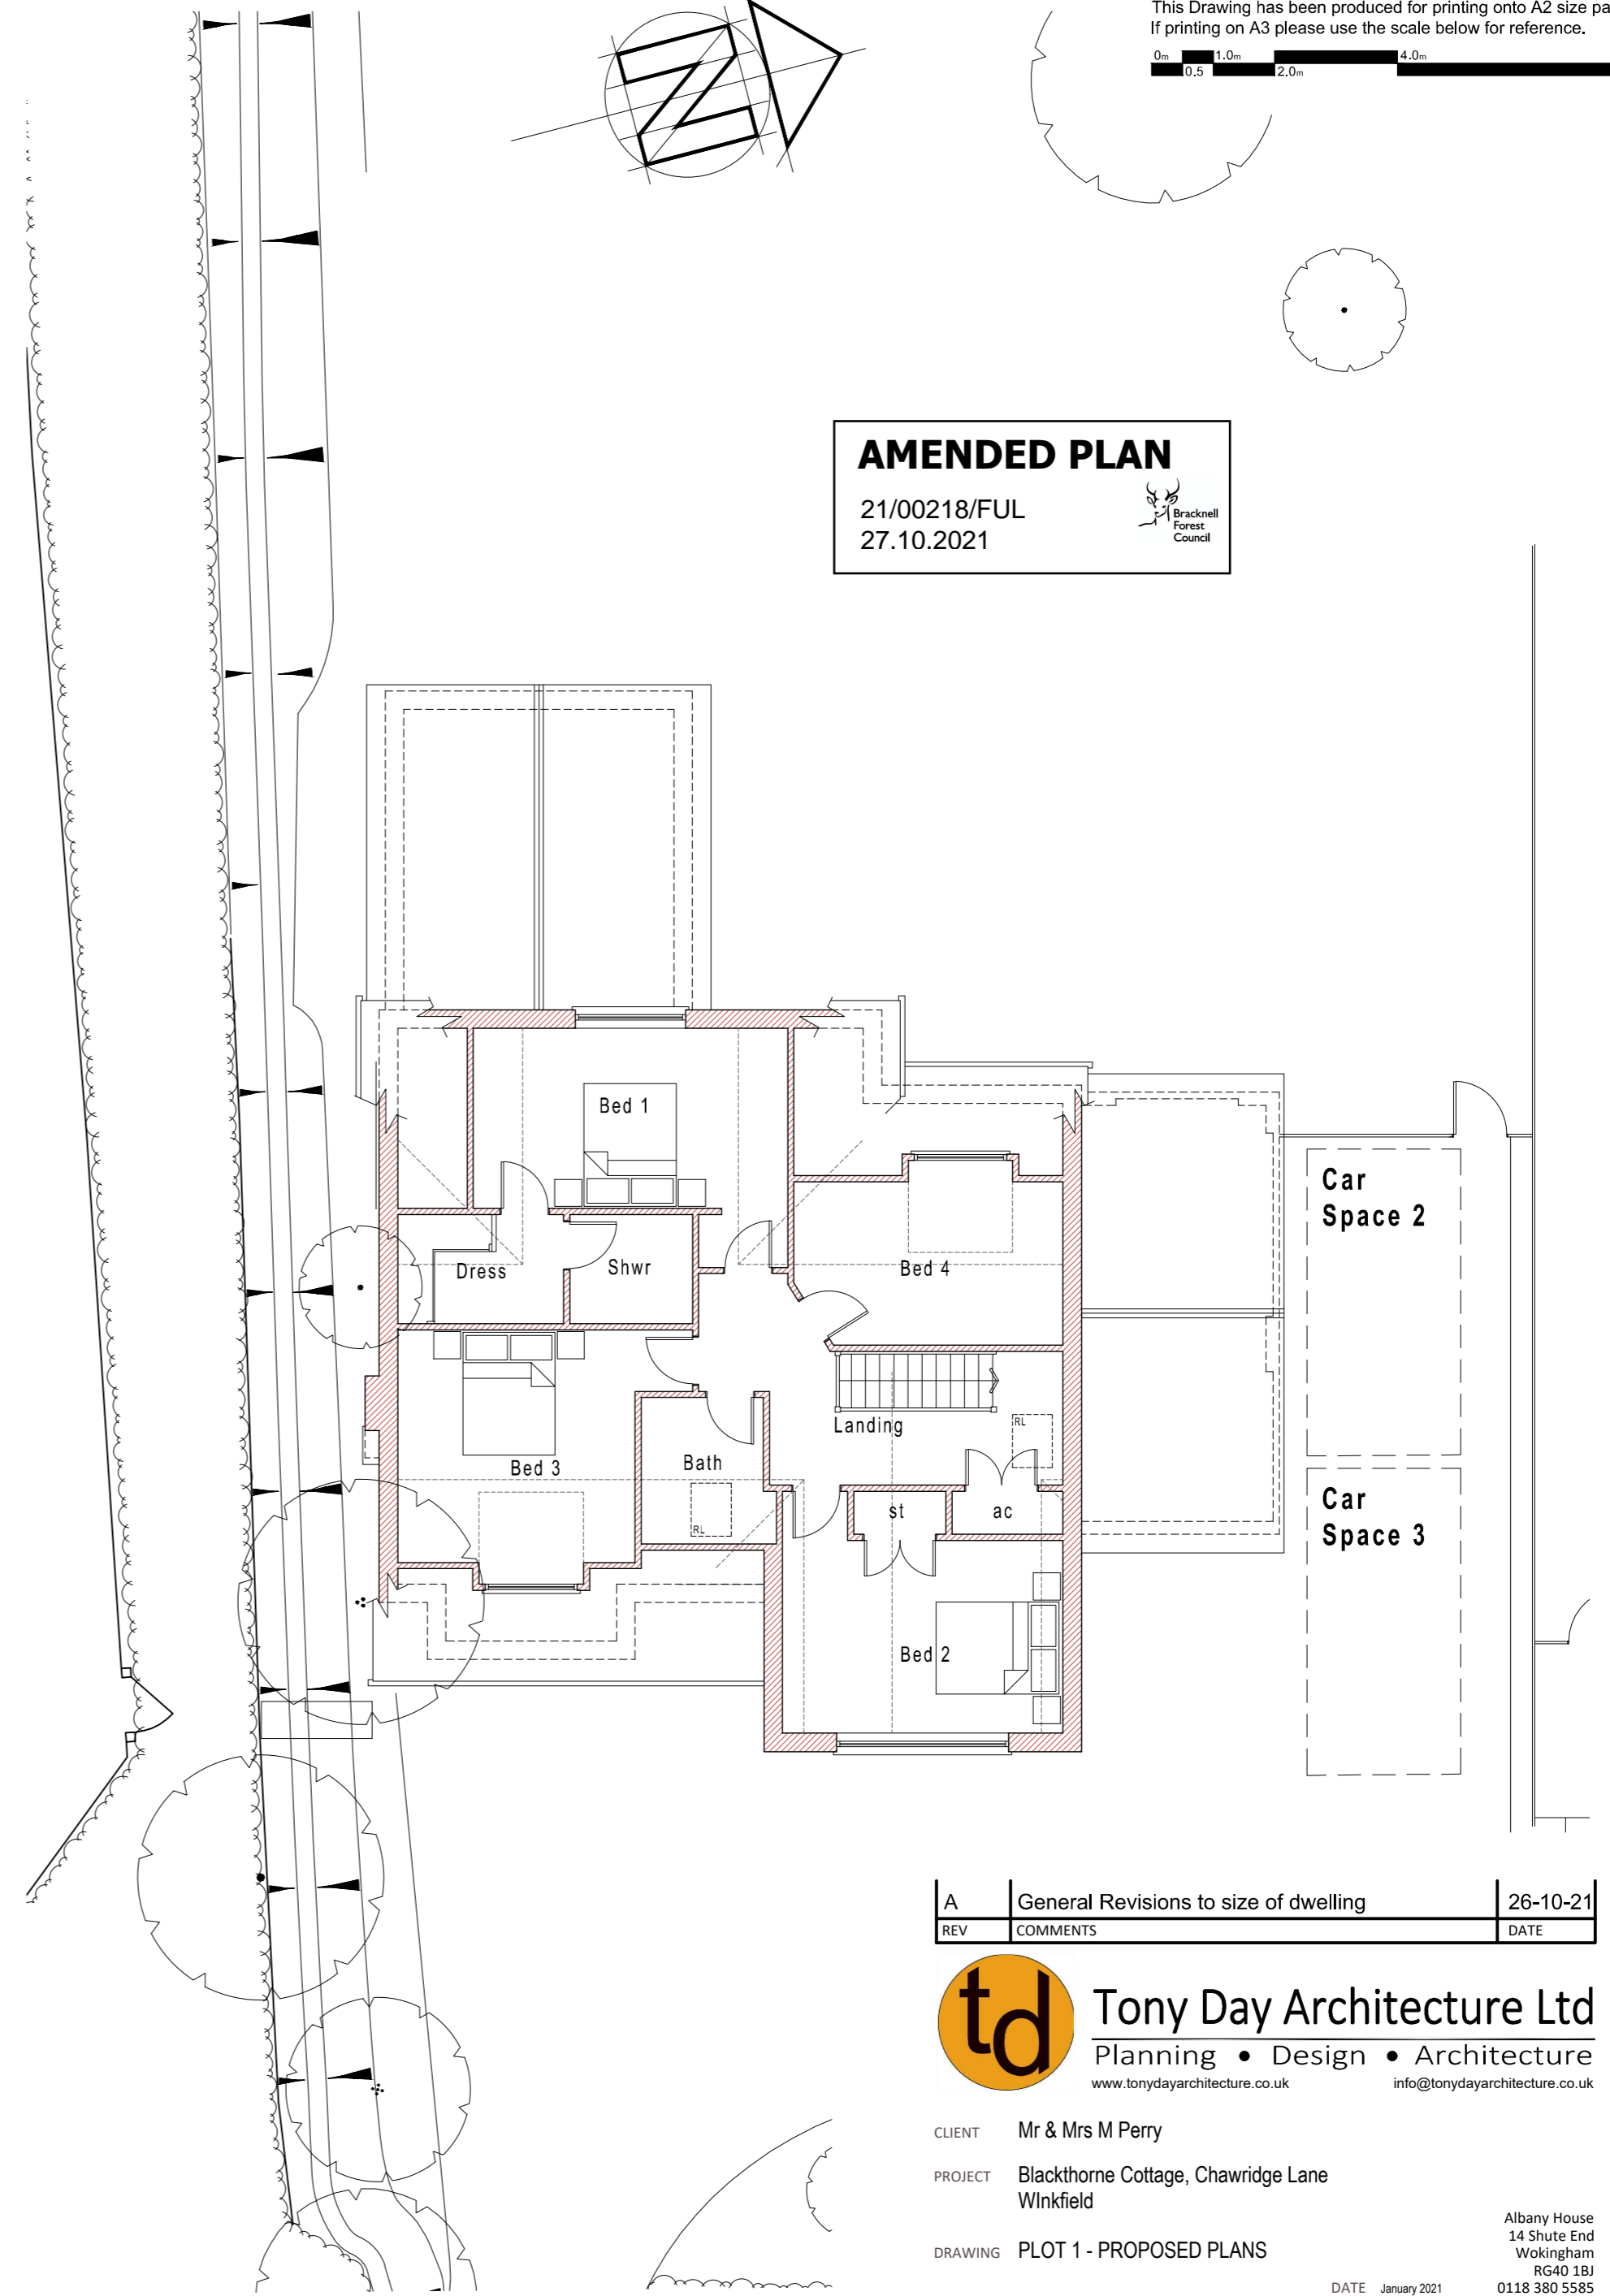 This Drawing has been produced for printing onto A2 size pa
If printing on A3 please use the scale below for reference.
0m 1.0m 4.0m
0.5 2.0m
N
AMENDED PLAN
21/00218/FUL
27.10.2021
Bracknell
Forest
Council
Bed 1
Car
Space 2
Dress
Shwr
Bed 4
Landing
RL
Bed 3
Bath
RL
st
ac
Car
Space 3
Bed 2
A General Revisions to size of dwelling 26-10-21
REV COMMENTS DATE
td
Tony Day Architecture Ltd
Planning • Design • Architecture
www.tonydayarchitecture.co.uk info@tonydayarchitecture.co.uk
CLIENT Mr & Mrs M Perry
PROJECT Blackthorne Cottage, Chawridge Lane
WInkfield
DRAWING PLOT 1 - PROPOSED PLANS
Albany House
14 Shute End
Wokingham
RG40 1BJ
0118 380 5585
DATE January 2021